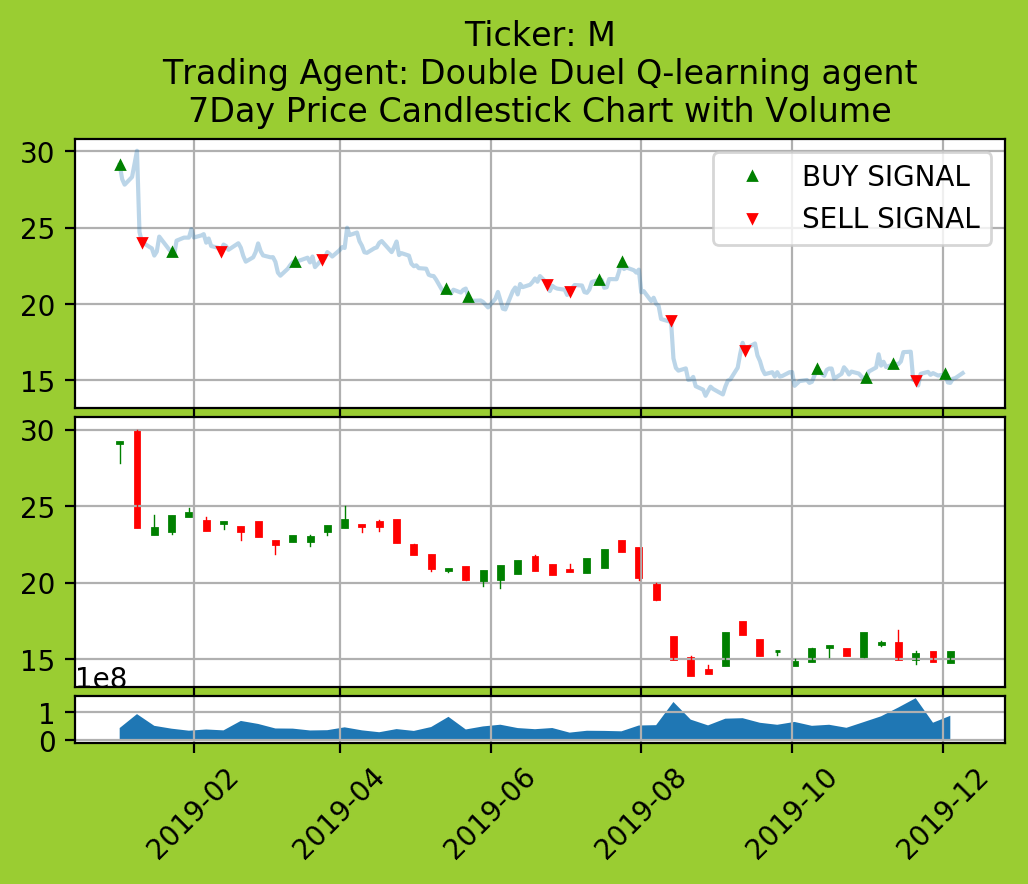 Ticker: M
Trading Agent: Double Duel Q-learning agent
7Day Price Candlestick Chart with Volume
30
25
20
15
BUY SIGNAL
SELL SIGNAL
30
25
20
15
1e8
1
0
2019-02
2019-04
2019-06
2019-08
2019-10
2019-12